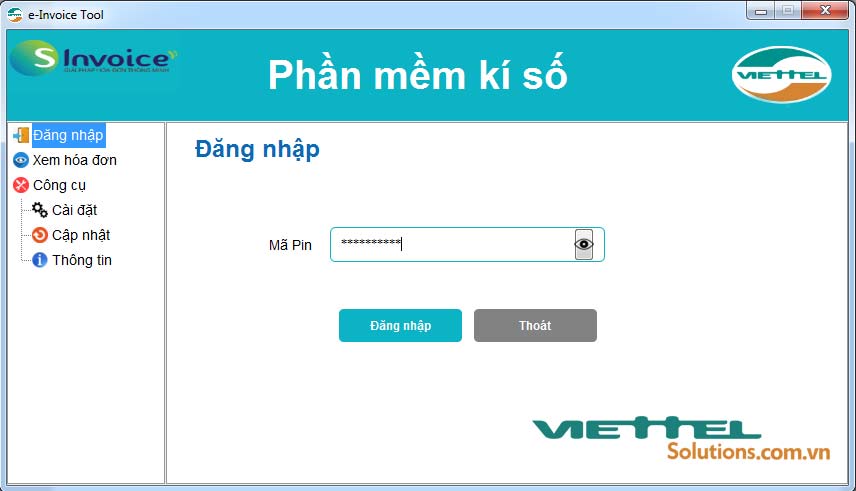 e-Invoice Tool
S Invoice
GIẢI PHÁP HÓA ĐƠN THÔNG MINH
Phần mềm kí số
VIETTEL
Đăng nhập
Xem hóa đơn
Công cụ
Cài đặt
Cập nhật
Thông tin
Đăng nhập
Mã Pin
**********
Đăng nhập
Thoát
VIETTEL
Solutions.com.vn